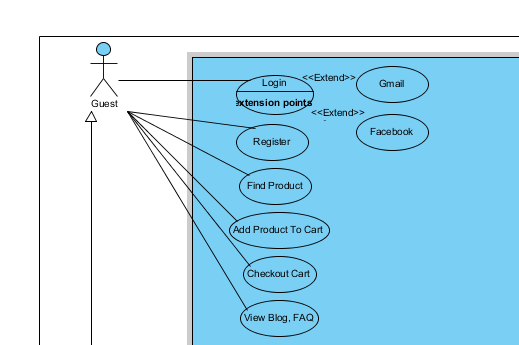 Login
<<Extend>>
Gmail
Guest
extension points
<<Extend>>
Facebook
Register
Find Product
Add Product To Cart
Checkout Cart
View Blog, FAQ